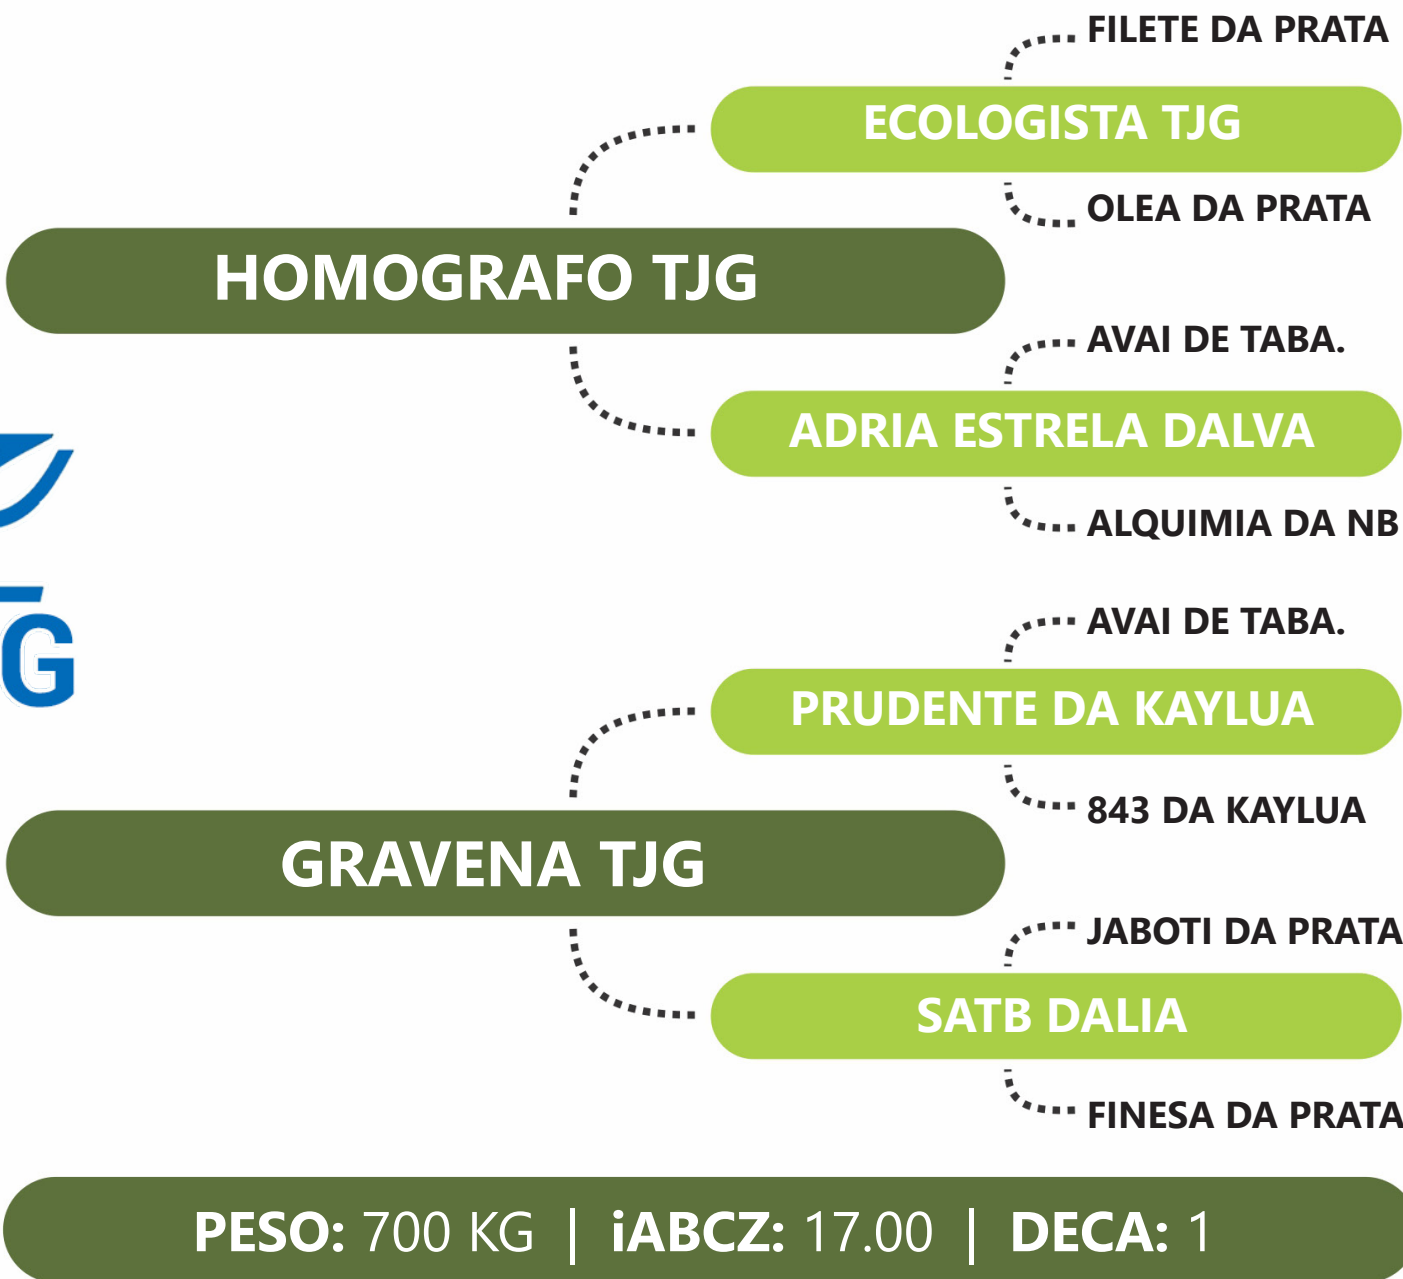 FILETE DA PRATA
ECOLOGISTA TJG
OLEA DA PRATA
HOMOGRAFO TJG
AVAI DE TABA.
ADRIA ESTRELA DALVA
ALQUIMIA DA NB
G
AVAI DE TABA.
PRUDENTE DA KAYLUA
843 DA KAYLUA
GRAVENA TJG
JABOTI DA PRATA
SATB DALIA
FINESA DA PRATA
PESO: 700 KG | iABCZ: 17.00 | DECA: 1